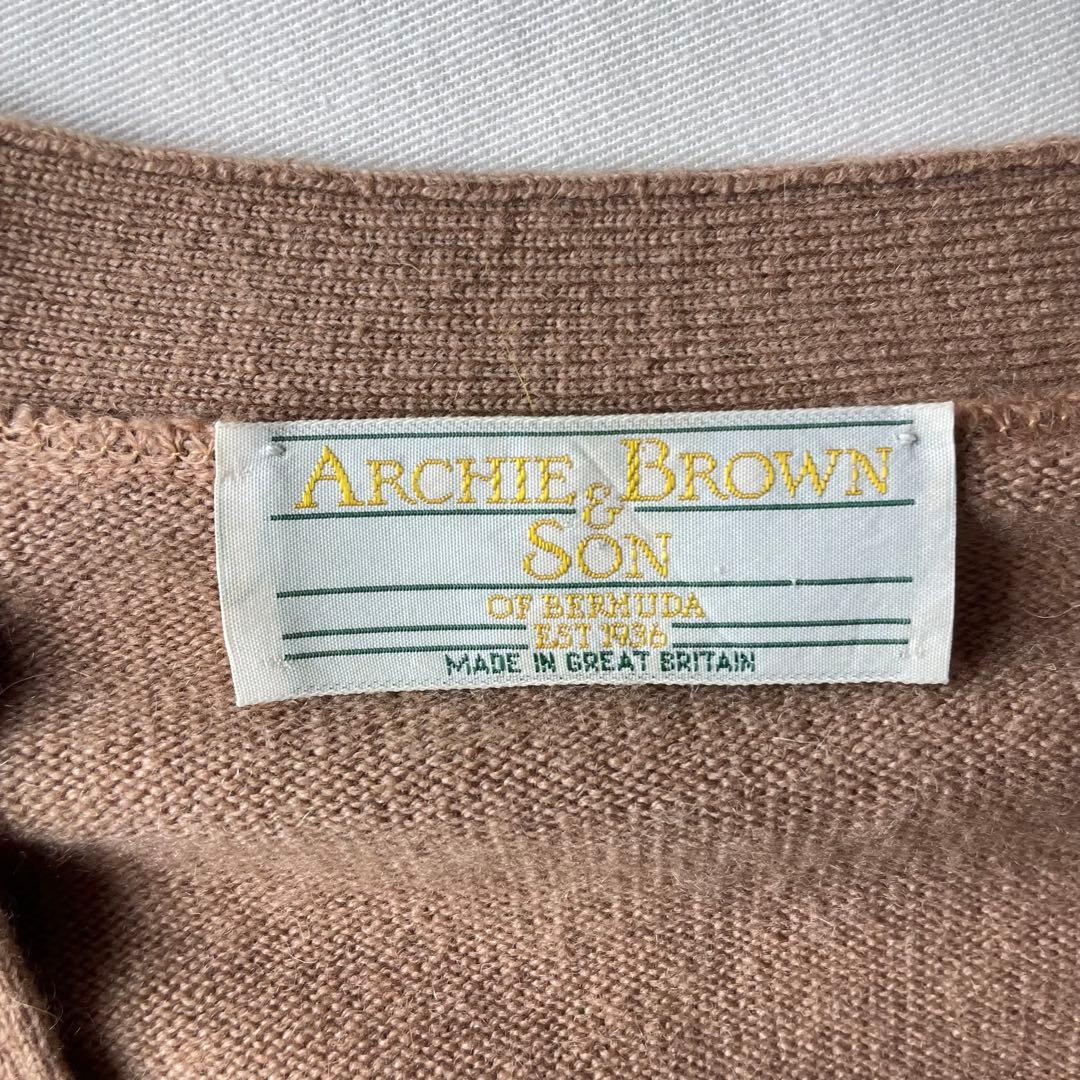 ARCHIE BROWN
&
SON
OF BERMUDA
EST 1936
MADE IN GREAT BRITAIN